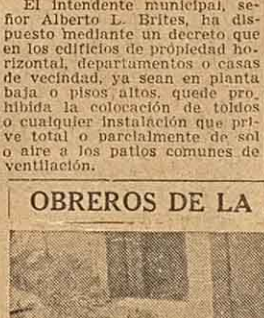 El intendente municipal, se-
ñor Alberto L. Brites, ha dis-
puesto mediante un decreto que
en los edificios de propiedad ho-
rizontal, departamentos o casas
de vecindad, ya sean en planta
baja o pisos altos, quede pro-
hibida la colocación de toldos
o cualquier instalación que pri-
ve total o parcialmente de sol
o aire a los patios comunes de
ventilación.
OBREROS DE LA